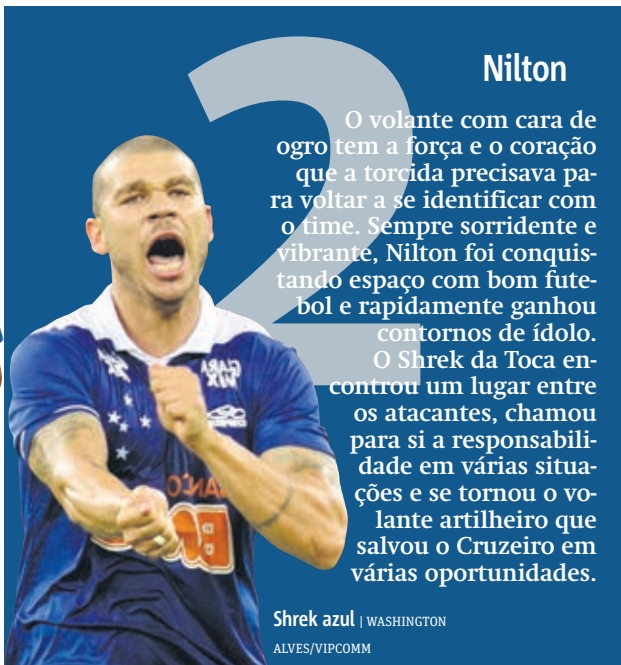 2
Nilton
O volante com cara de
ogro tem a força e o coração
que a torcida precisava pa-
ra voltar a se identificar com
o time. Sempre sorridente e
vibrante, Nilton foi conquis-
tando espaço com bom fute-
bol e rapidamente ganhou
contornos de ídolo.
O Shrek da Toca en-
controu um lugar entre
os atacantes, chamou
para si a responsabili-
dade em várias situa-
ções e se tornou o vo-
lante artilheiro que
salvou o Cruzeiro em
várias oportunidades.
Shrek azul | WASHINGTON
ALVES/VIPCOMM